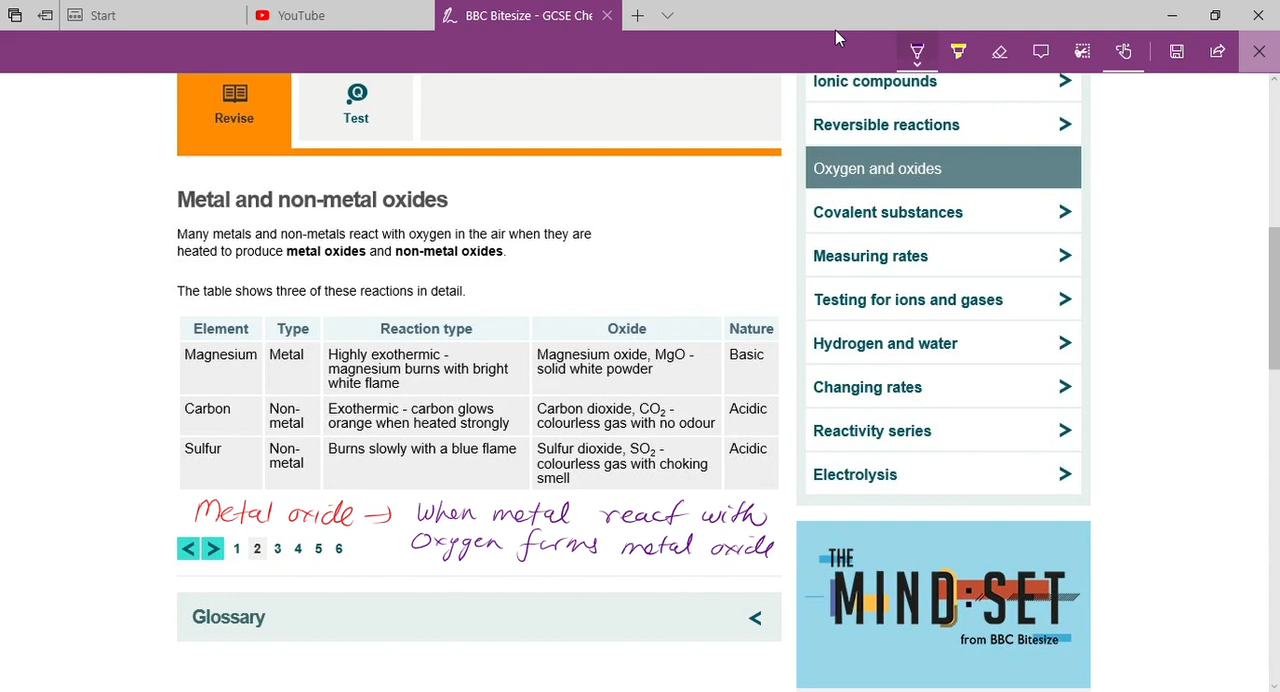 Start
YouTube
BBC Bitesize - GCSE Che
Revise
Test
Metal and non-metal oxides
Many metals and non-metals react with oxygen in the air when they are
heated to produce metal oxides and non-metal oxides.
The table shows three of these reactions in detail.
Element Type Reaction type Oxide Nature
Magnesium Metal Highly exothermic - Magnesium oxide, MgO - Basic
magnesium burns with bright solid white powder
white flame
Carbon Non- Exothermic - carbon glows Carbon dioxide, CO₂ - Acidic
metal orange when heated strongly colourless gas with no odour
Sulfur Non- Burns slowly with a blue flame Sulfur dioxide, SO₂ - Acidic
metal colourless gas with choking
smell
Metal oxide → When metal react with
Oxygen forms metal oxide
< > 1 2 3 4 5 6
Glossary <
Ionic compounds >
Reversible reactions >
Oxygen and oxides
Covalent substances >
Measuring rates >
Testing for ions and gases >
Hydrogen and water >
Changing rates >
Reactivity series >
Electrolysis >
THE
MIND:SET
from BBC Bitesize